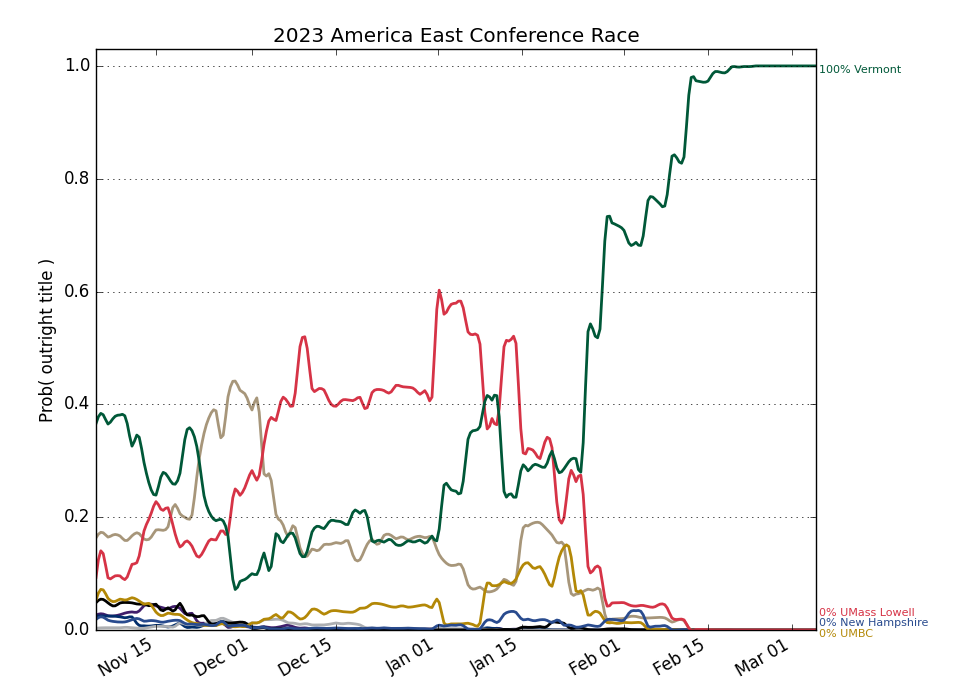 2023 America East Conference Race
Prob( outright title )
1.0
0.8
0.6
0.4
0.2
0.0
Nov 15
Dec 01
Dec 15
Jan 01
Jan 15
Feb 01
Feb 15
Mar 01
100% Vermont
0% UMass Lowell
0% New Hampshire
0% UMBC